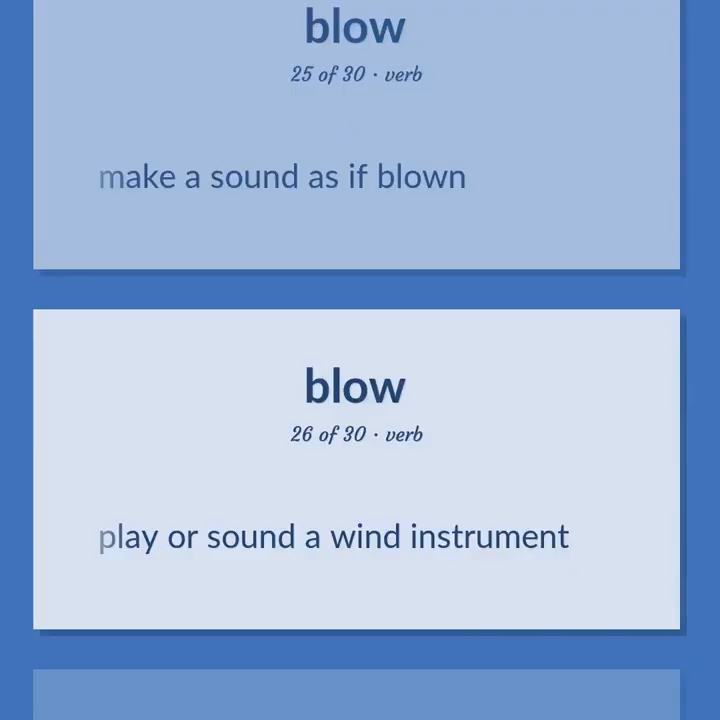 blow
25 of 30 · verb
make a sound as if blown
blow
26 of 30 · verb
play or sound a wind instrument